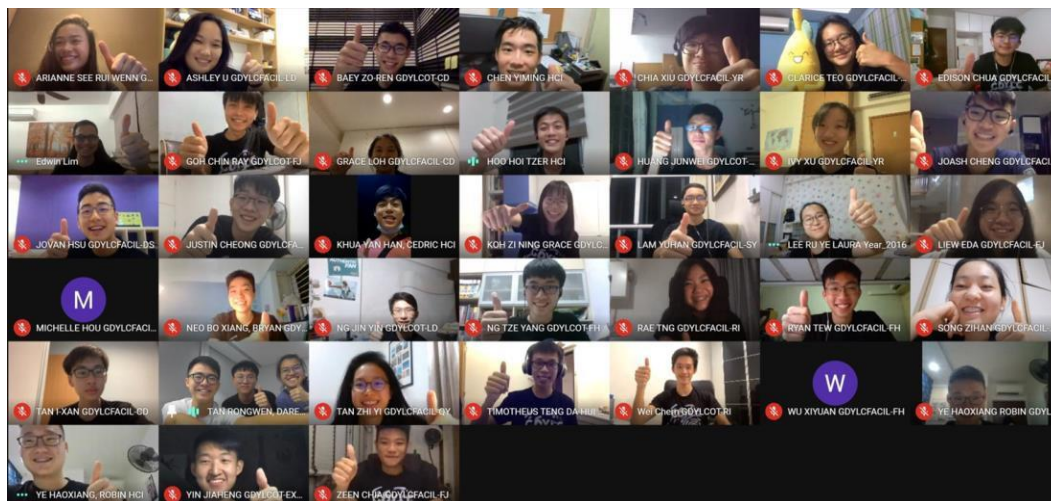 ARIANNE SEE RUI WENN G...
ASHLEY U GDYLCFACIL-LD
BAEY ZO-REN GDYLCOT-CD
CHEN YIMING HCI
CHIA XIU GDYLCFACIL-YR
CLARICE TEO GDYLCFACIL-...
EDISON CHUA GDYLCFACIL
Edwin Lim
GOH CHIN RAY GDYLCOT-FJ
GRACE LOH GDYLCFACIL-CD
HOO HOI TZER HCI
HUANG JUNWEI GDYLCOT-...
IVY XU GDYLCFACIL-YR
JOASH CHENG GDYLCFACI
JOVAN HSU GDYLCFACIL-DS...
JUSTIN CHEONG GDYLCFA...
KHUA YAN HAN, CEDRIC HCI
KOH ZI NING GRACE GDYLC...
LAM YUHAN GDYLCFACIL-SY
LEE RU YE LAURA Year_2016
LIEW EDA GDYLCFACIL-FJ
M
MICHELLE HOU GDYLCFACI...
NEO BO XIANG, BRYAN GDY...
NG JIN YIN GDYLCOT-LD
NG TZE YANG GDYLCOT-FH
RAE TNG GDYLCFACIL-RI
RYAN TEW GDYLCFACIL-FH
SONG ZIHAN GDYLCFACIL-
TAN I-XAN GDYLCFACIL-CD
TAN RONGWEN, DARE...
TAN ZHI YI GDYLCFACIL-GY
TIMOTHEUS TENG DA-HUI
Wei Chern GDYLCOT-RI
W
WU XIYUAN GDYLCFACIL-FH
YE HAOXIANG ROBIN GDYL
YE HAOXIANG, ROBIN HCI
YIN JIAHENG GDYLCOT-EX...
ZEEN CHIA GDYLCFACIL-FJ